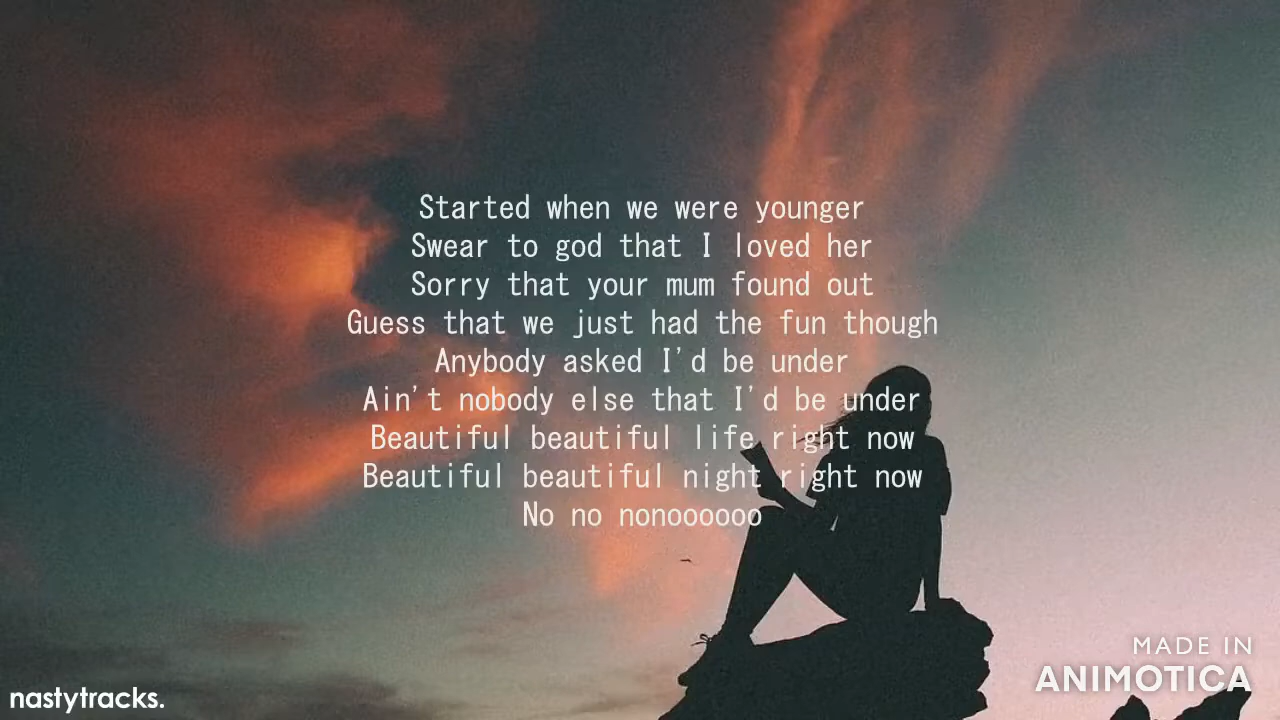 Started when we were younger
Swear to god that I loved her
Sorry that your mum found out
Guess that we just had the fun though
Anybody asked I'd be under
Ain't nobody else that I'd be under
Beautiful beautiful life right now
Beautiful beautiful night right now
No no nonoooooo
MADE IN
ANIMOTICA
nastytracks.